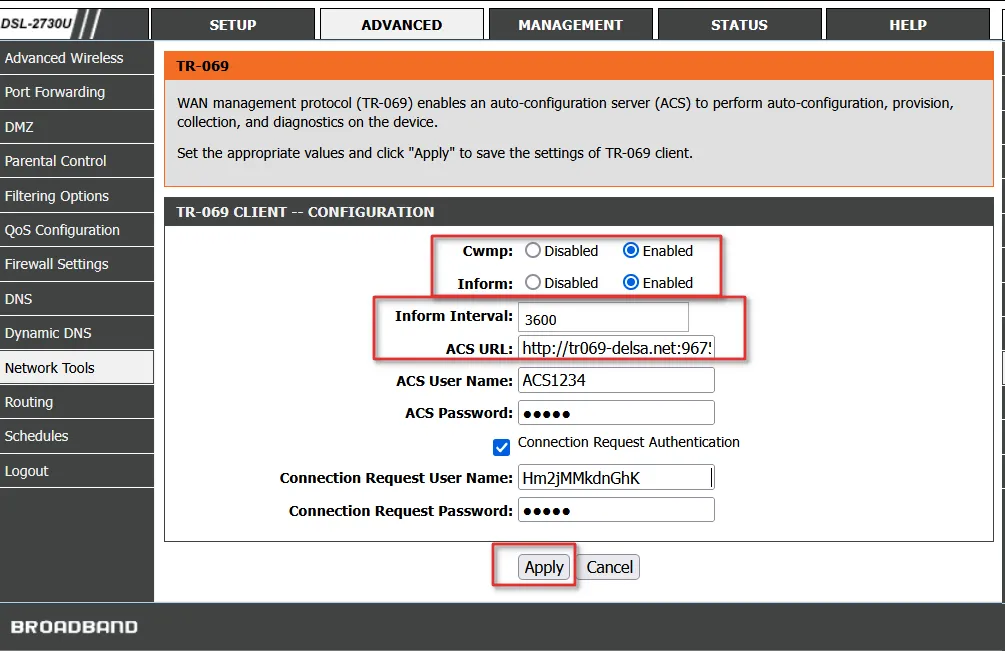 DSL-2730U
SETUP
ADVANCED
MANAGEMENT
STATUS
HELP
Advanced Wireless
Port Forwarding
DMZ
Parental Control
Filtering Options
QoS Configuration
Firewall Settings
DNS
Dynamic DNS
Network Tools
Routing
Schedules
Logout
TR-069
WAN management protocol (TR-069) enables an auto-configuration server (ACS) to perform auto-configuration, provision,
collection, and diagnostics on the device.
Set the appropriate values and click "Apply" to save the settings of TR-069 client.
TR-069 CLIENT -- CONFIGURATION
Cwmp: Disabled Enabled
Inform: Disabled Enabled
Inform Interval: 3600
ACS URL: http://tr069-delsa.net:967
ACS User Name: ACS1234
ACS Password: ●●●●●
Connection Request Authentication
Connection Request User Name: Hm2jMMkdnGhK
Connection Request Password: ●●●●●
Apply Cancel
BROADBAND